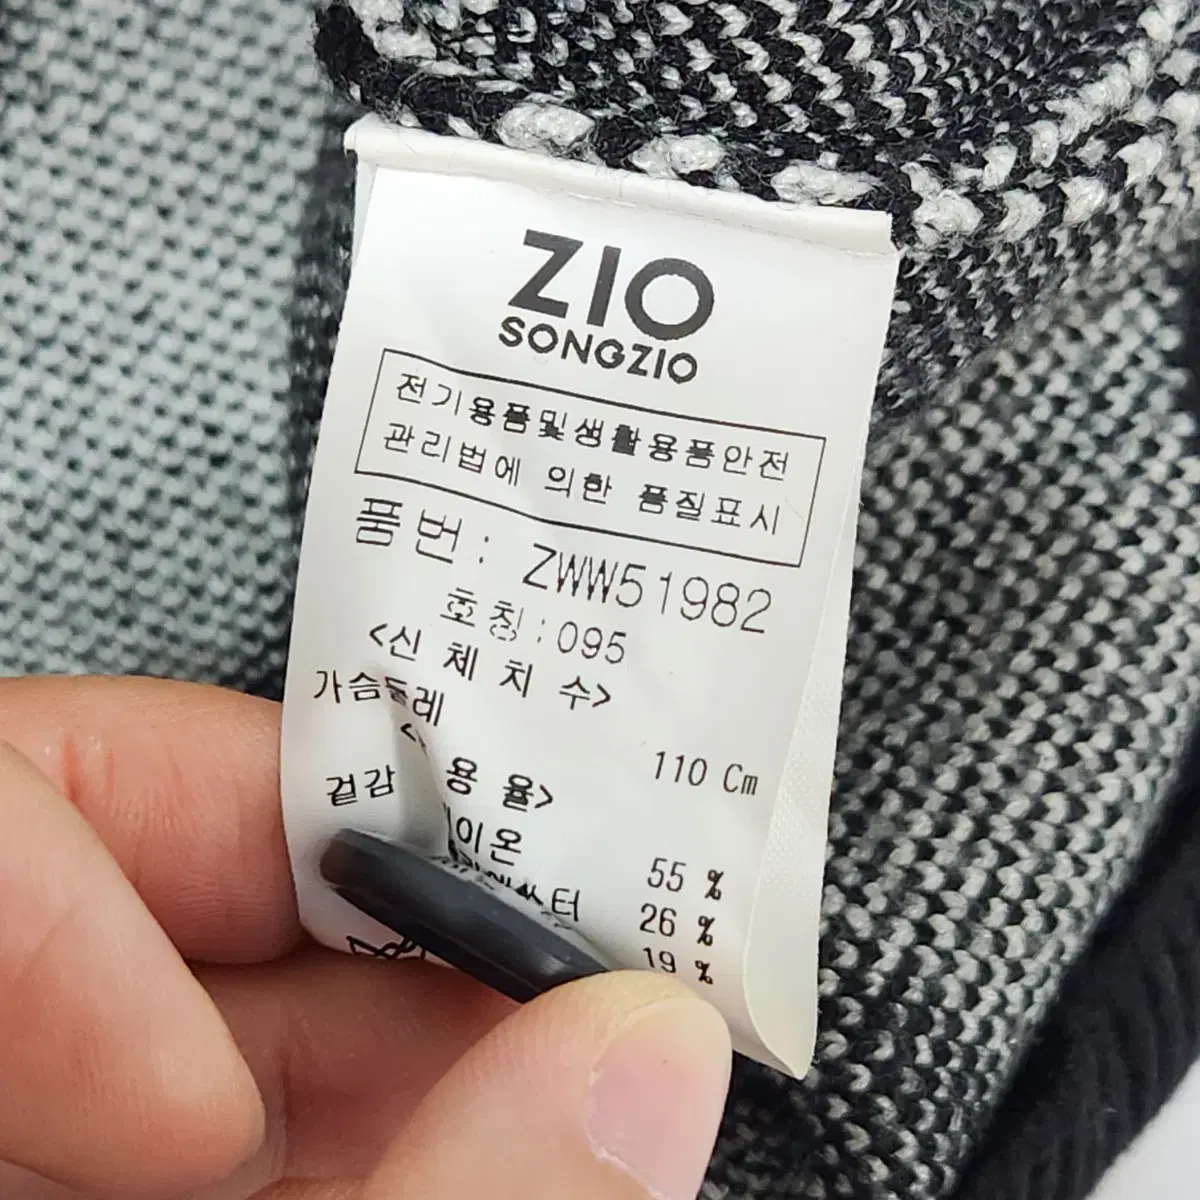 ZIO
SONGZIO
전기용품및생활용품안전
관리법에 의한 품질표시
품번: ZWW51982
호칭:095
<신 체 치 수>
가슴둘레
110 Cm
용 율>
겉감
55 %
26 %
19 %